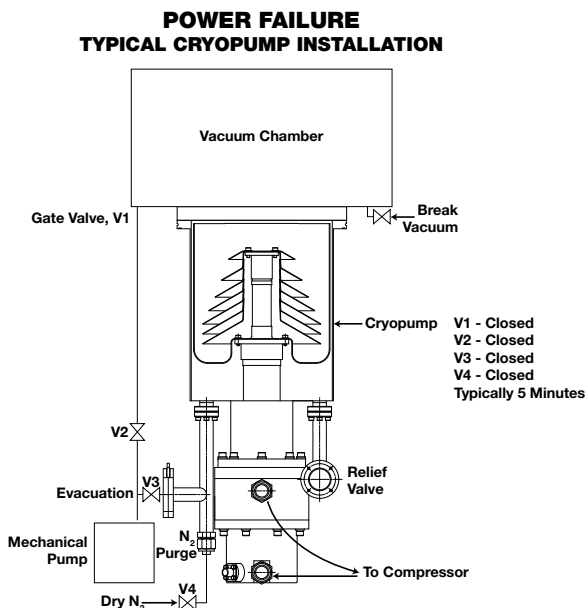 POWER FAILURE
TYPICAL CRYOPUMP INSTALLATION
Vacuum Chamber
Gate Valve, V1
Break
Vacuum
Cryopump
V1 - Closed
V2 - Closed
V3 - Closed
V4 - Closed
Typically 5 Minutes
V2
V3
Evacuation
Relief
Valve
Mechanical
Pump
N₂
Purge
To Compressor
V4
Dry N₂